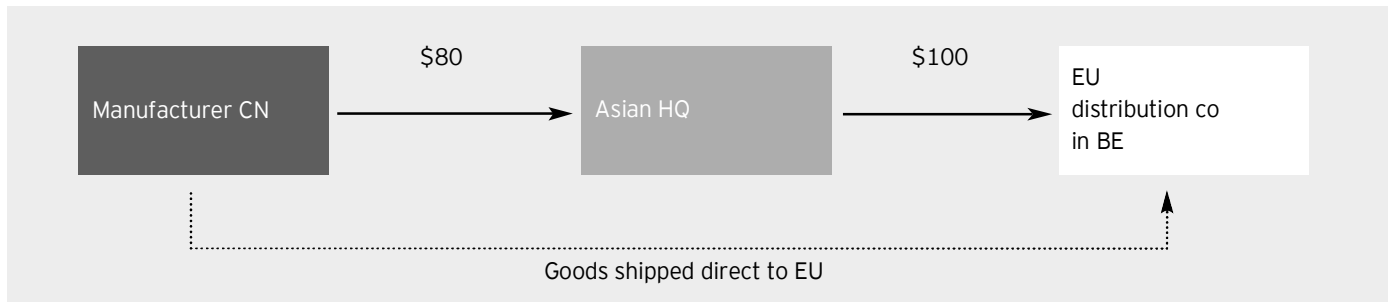 $80
$100
Manufacturer CN
Asian HQ
EU
distribution co
in BE
Goods shipped direct to EU